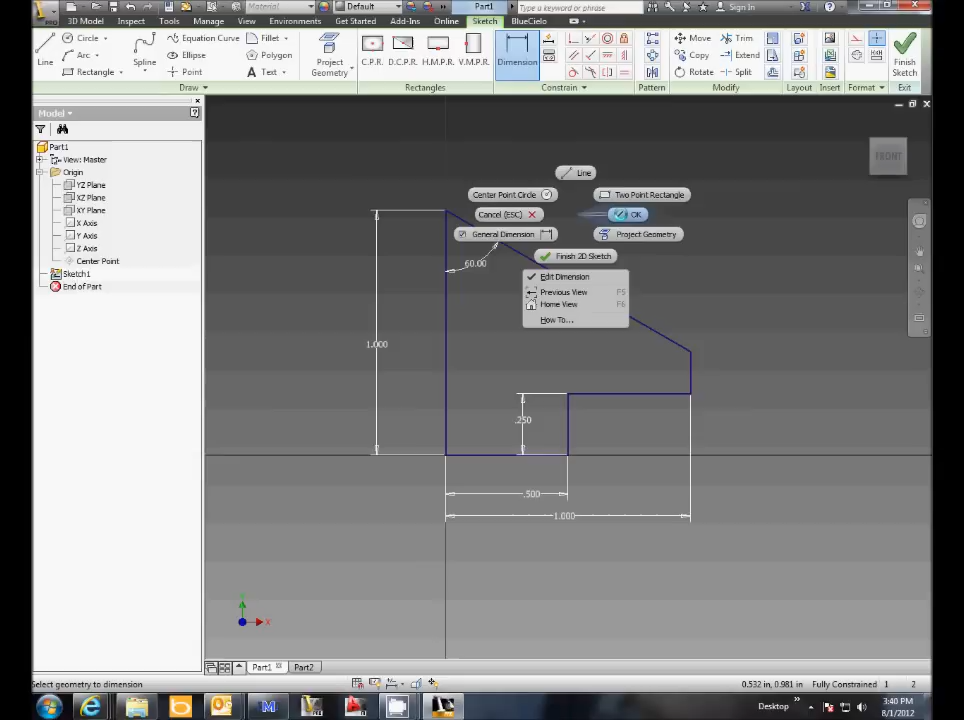 Material
Default
Part1
Type a keyword or phrase
Sign In
PRO
3D Model
Inspect
Tools
Manage
View
Environments
Get Started
Add-Ins
Online
Sketch
BlueCielo
Line
Circle
Arc
Rectangle
Spline
Equation Curve
Ellipse
Point
Fillet
Polygon
Text
Project
Geometry
C.P.R.
D.C.P.R.
H.M.P.R.
V.M.P.R.
Dimension
Move
Copy
Rotate
Trim
Extend
Split
Finish
Sketch
Draw
Rectangles
Constrain
Pattern
Modify
Layout
Insert
Format
Exit
Model
Part1
View: Master
Origin
YZ Plane
XZ Plane
XY Plane
X Axis
Y Axis
Z Axis
Center Point
Sketch1
End of Part
FRONT
Line
Center Point Circle
Two Point Rectangle
Cancel (ESC)
OK
General Dimension
Project Geometry
Finish 2D Sketch
Edit Dimension
Previous View F5
Home View F6
How To...
60.00
1.000
.250
.500
1.000
X
Part1
Part2
Select geometry to dimension
0.532 in, 0.981 in
Fully Constrained
1
2
Desktop
3:40 PM
8/1/2012